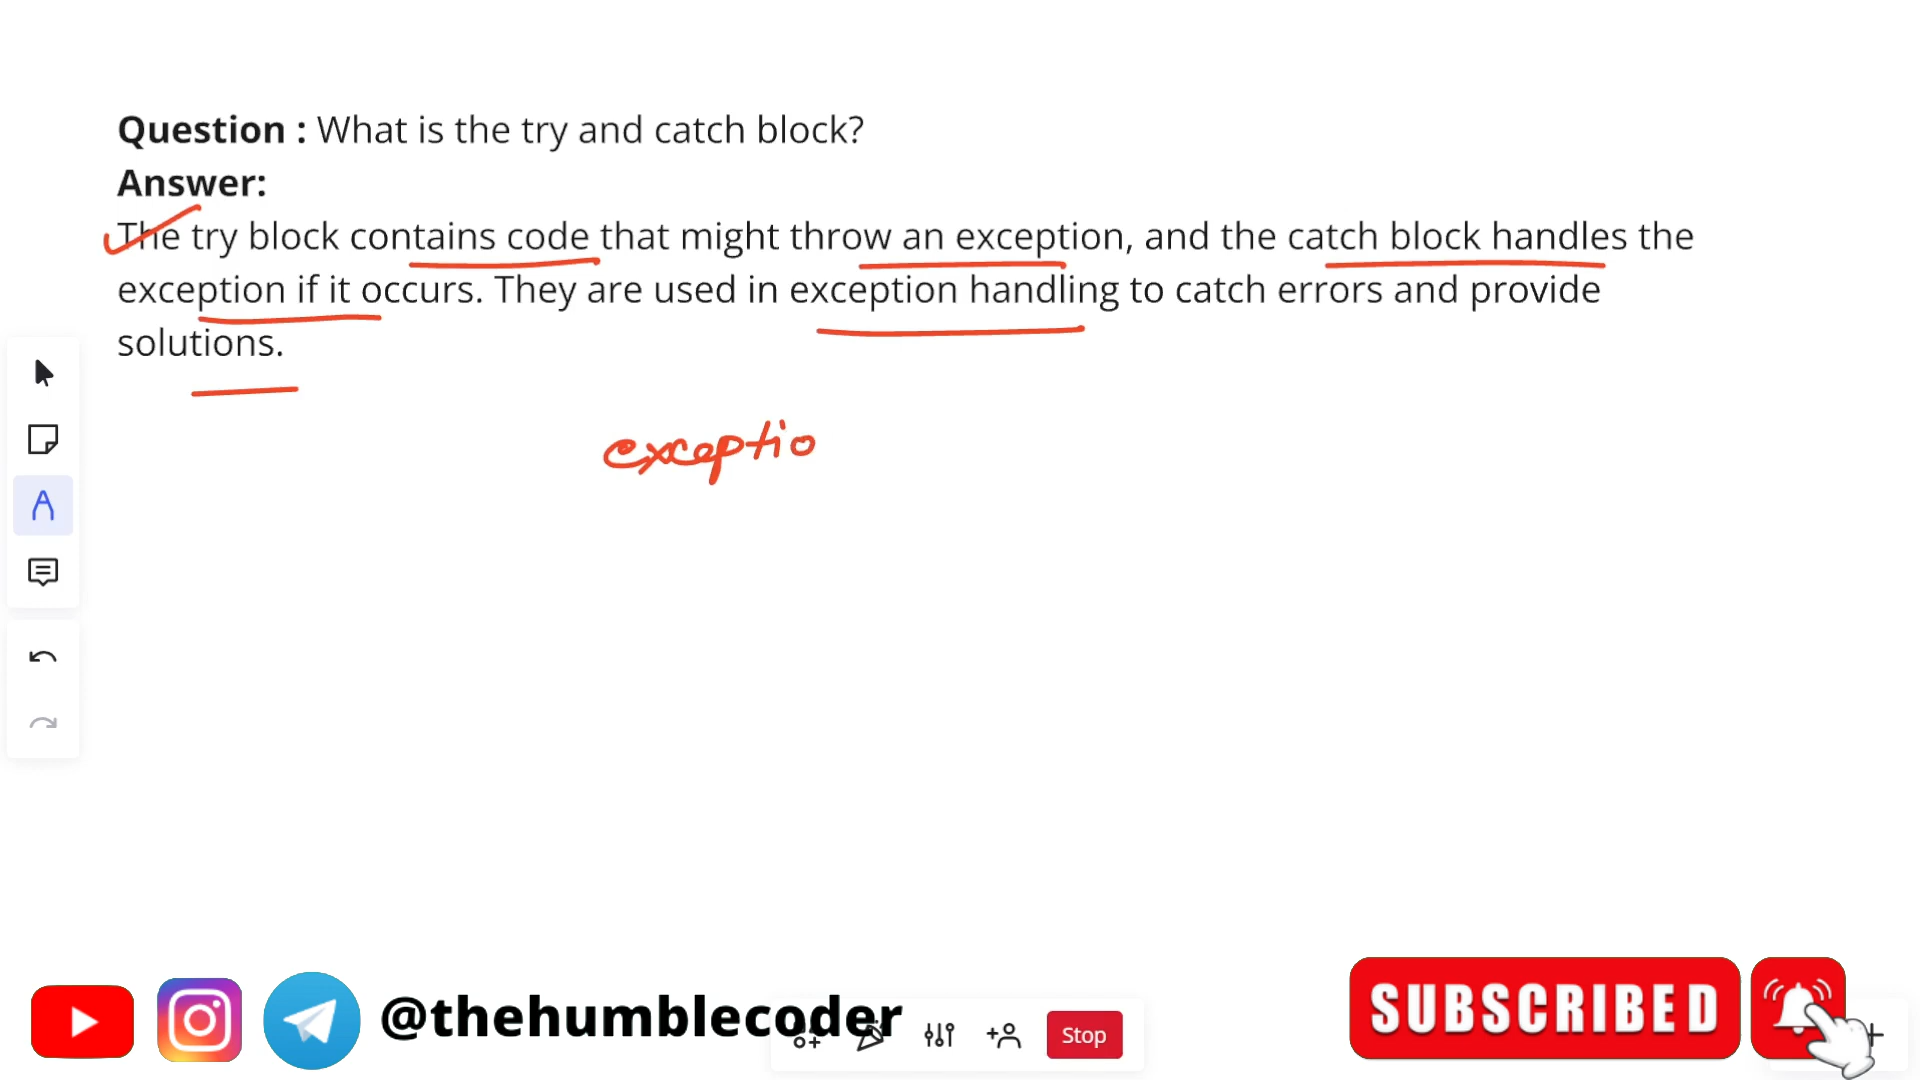 Question : What is the try and catch block?
Answer:
The try block contains code that might throw an exception, and the catch block handles the
exception if it occurs. They are used in exception handling to catch errors and provide
solutions.
exceptio
@thehumblecoder
Stop
SUBSCRIBED